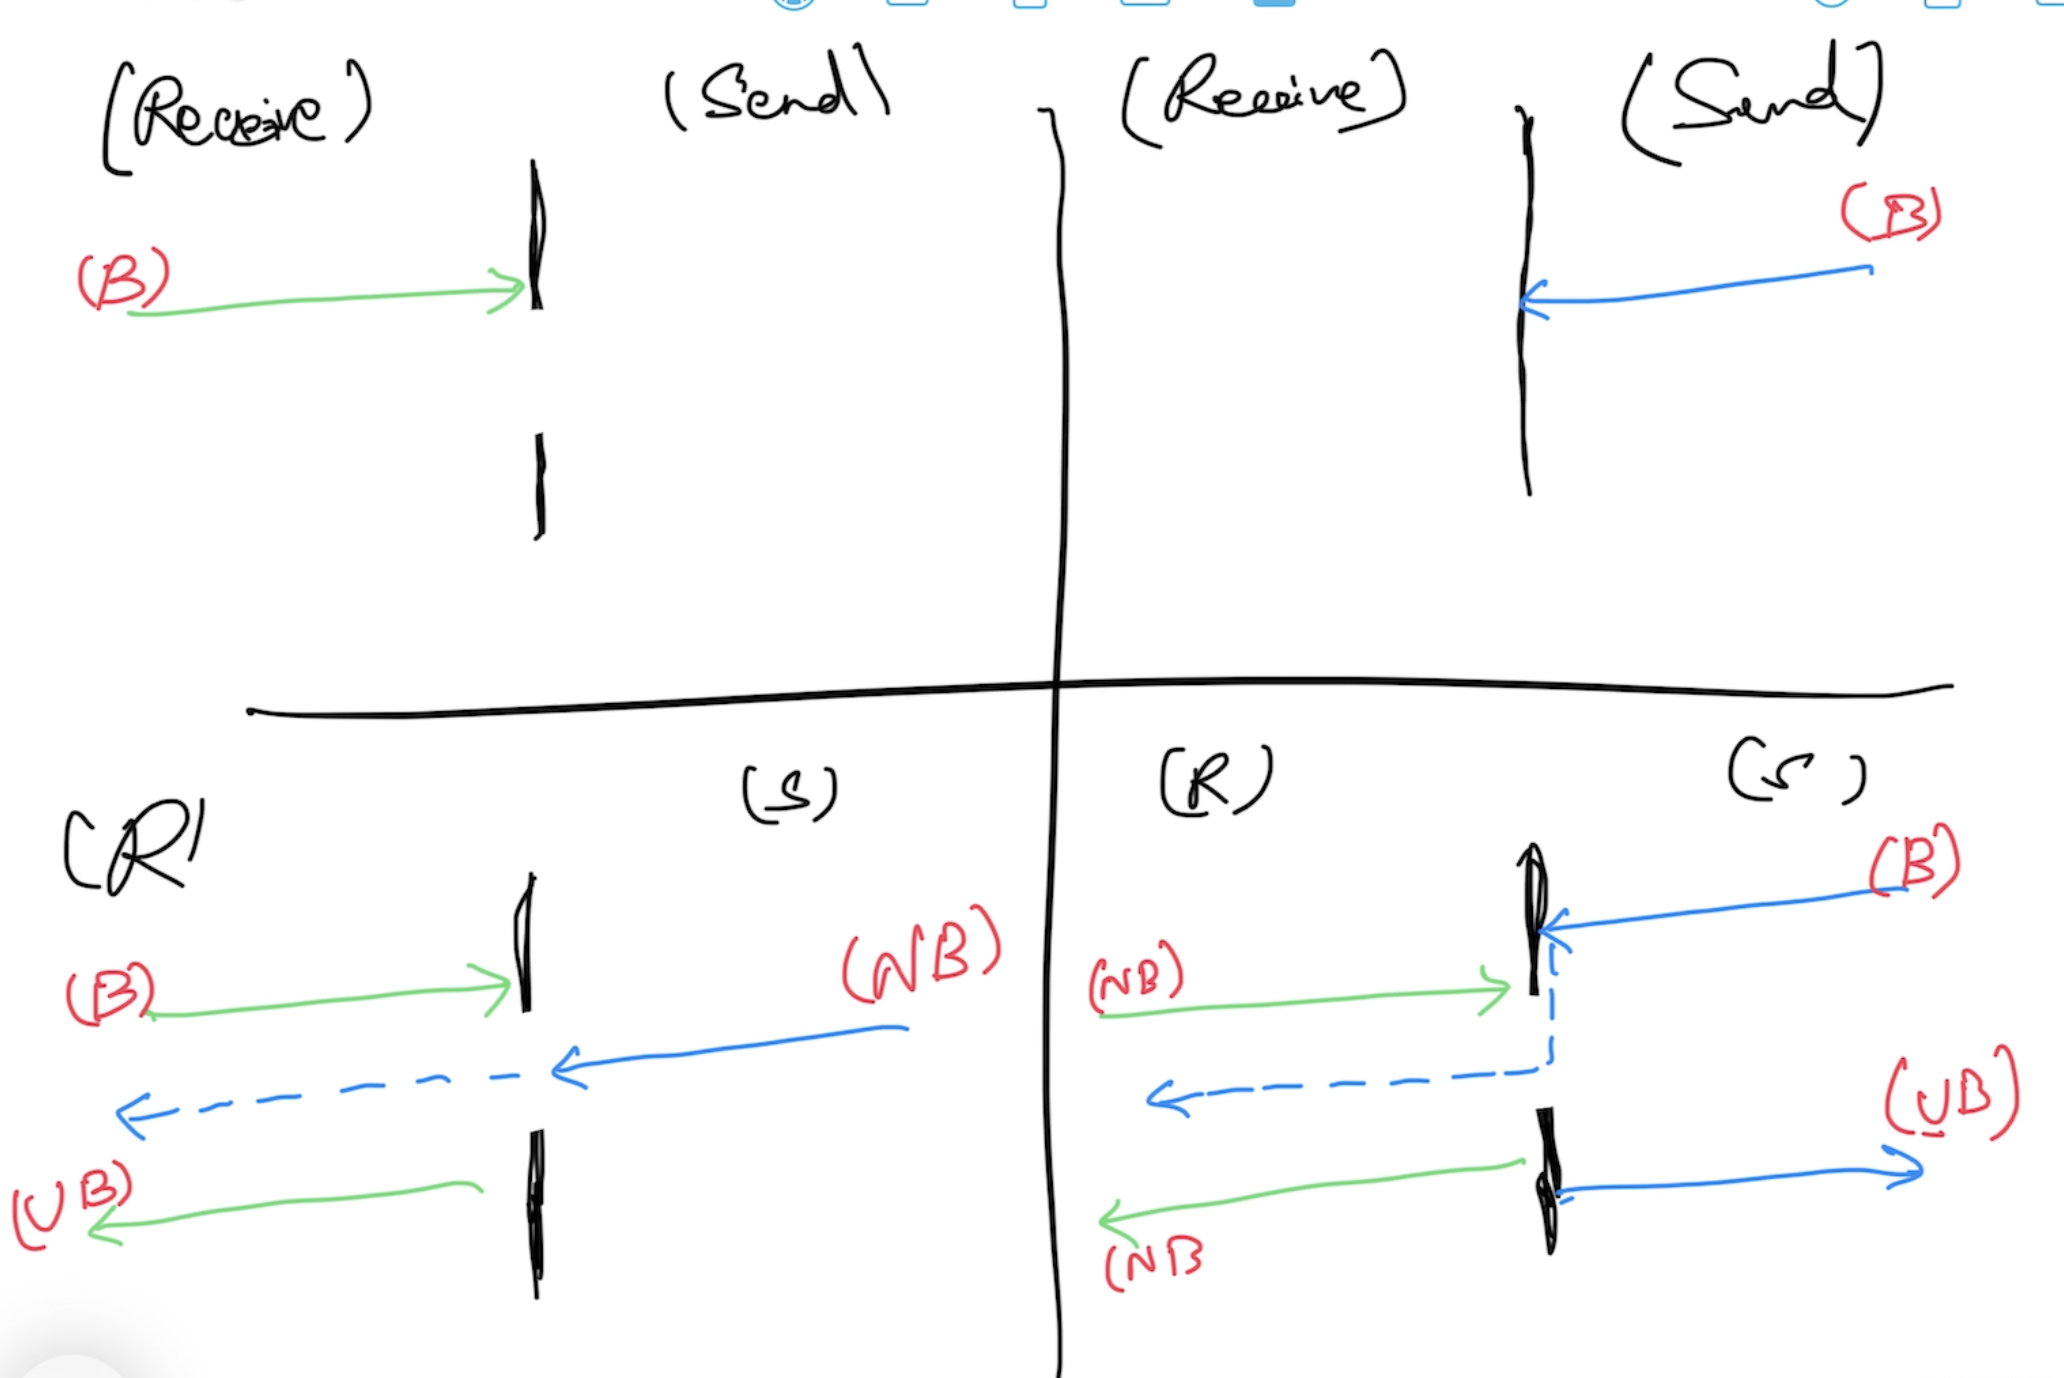 (Receive) (Send) (Receive) (Send)
(B) (B)
(R) (S) (R) (S)
(B) (NB) (NB) (B)
(UB) (UB)
(NB